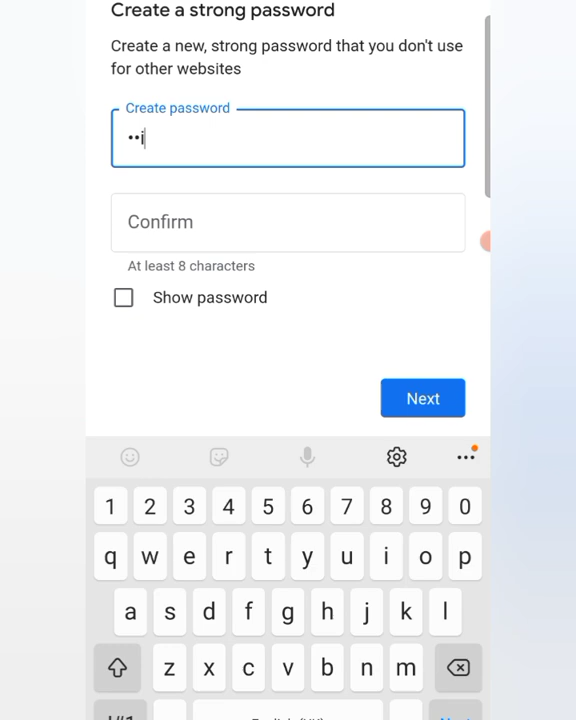 Create a strong password
Create a new, strong password that you don't use
for other websites
Create password
••i
Confirm
At least 8 characters
Show password
Next
1 2 3 4 5 6 7 8 9 0
q w e r t y u i o p
a s d f g h j k l
z x c v b n m